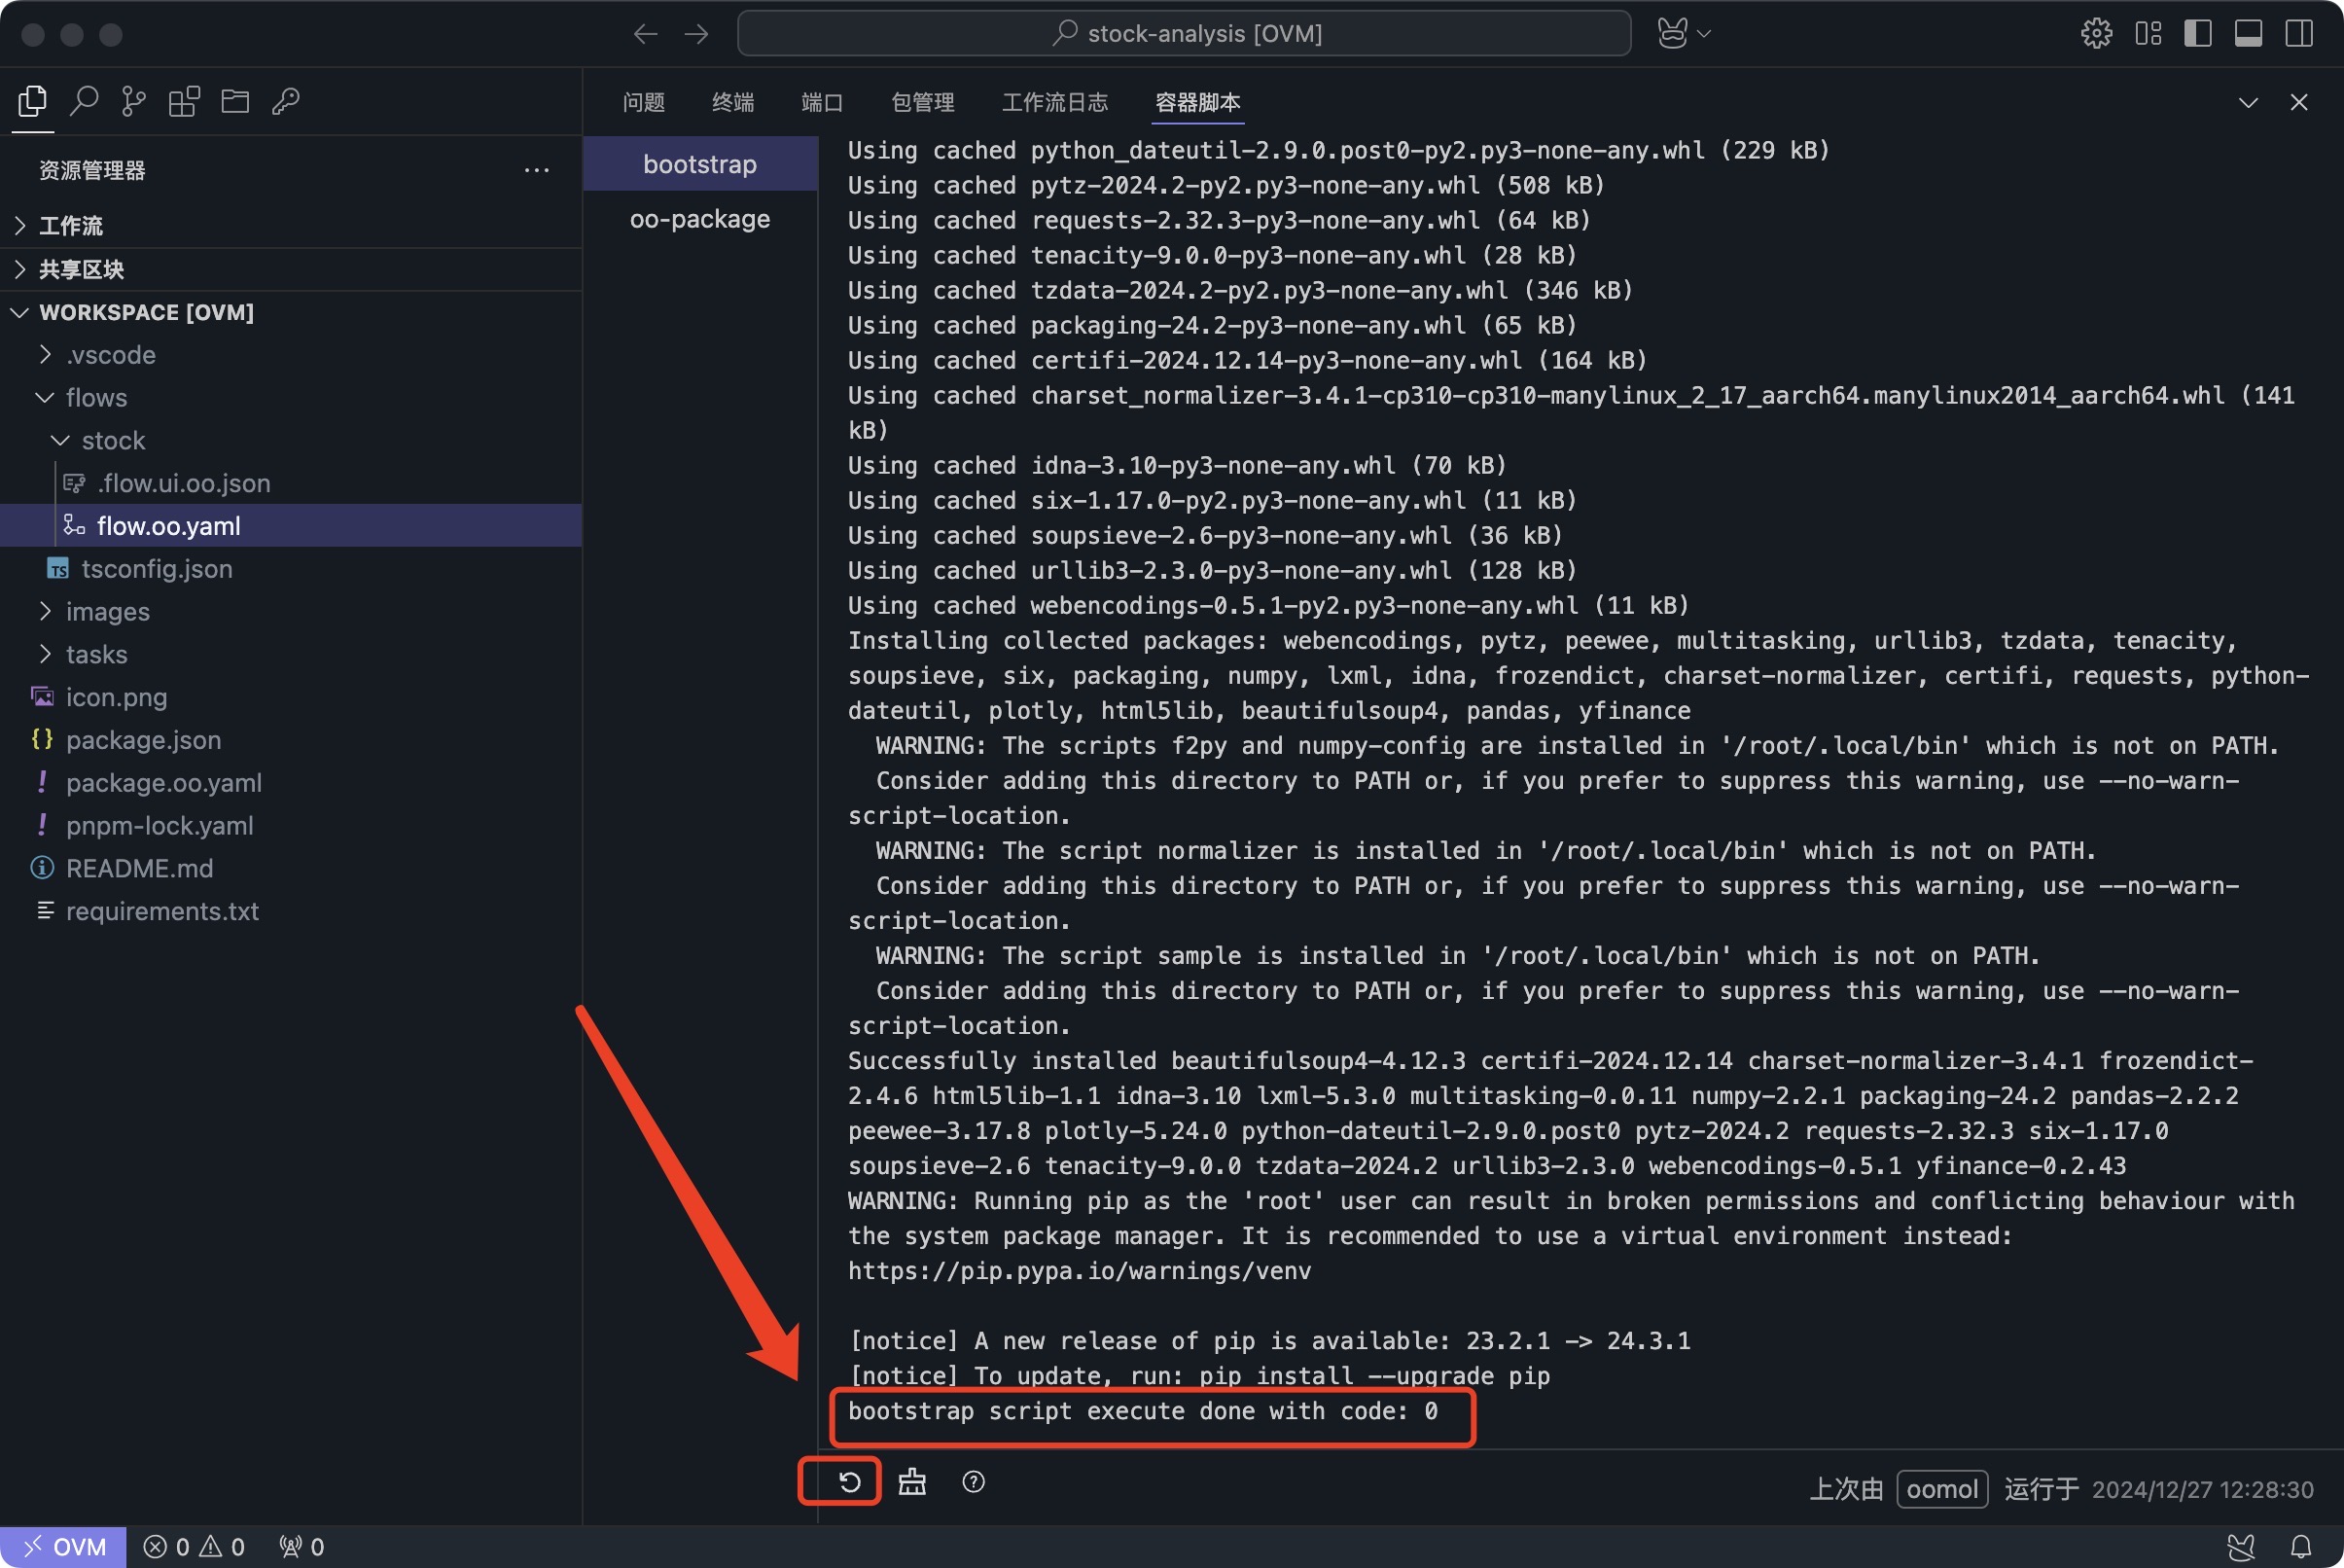 stock-analysis [OVM]
问题
终端
端口
包管理
工作流日志
容器脚本
资源管理器
工作流
共享区块
WORKSPACE [OVM]
.vscode
flows
stock
.flow.ui.oo.json
flow.oo.yaml
TS tsconfig.json
images
tasks
icon.png
{} package.json
! package.oo.yaml
! pnpm-lock.yaml
README.md
requirements.txt
bootstrap
oo-package
Using cached python_dateutil-2.9.0.post0-py2.py3-none-any.whl (229 kB)
Using cached pytz-2024.2-py2.py3-none-any.whl (508 kB)
Using cached requests-2.32.3-py3-none-any.whl (64 kB)
Using cached tenacity-9.0.0-py3-none-any.whl (28 kB)
Using cached tzdata-2024.2-py2.py3-none-any.whl (346 kB)
Using cached packaging-24.2-py3-none-any.whl (65 kB)
Using cached certifi-2024.12.14-py3-none-any.whl (164 kB)
Using cached charset_normalizer-3.4.1-cp310-cp310-manylinux_2_17_aarch64.manylinux2014_aarch64.whl (141
kB)
Using cached idna-3.10-py3-none-any.whl (70 kB)
Using cached six-1.17.0-py2.py3-none-any.whl (11 kB)
Using cached soupsieve-2.6-py3-none-any.whl (36 kB)
Using cached urllib3-2.3.0-py3-none-any.whl (128 kB)
Using cached webencodings-0.5.1-py2.py3-none-any.whl (11 kB)
Installing collected packages: webencodings, pytz, peewee, multitasking, urllib3, tzdata, tenacity,
soupsieve, six, packaging, numpy, lxml, idna, frozendict, charset-normalizer, certifi, requests, python-
dateutil, plotly, html5lib, beautifulsoup4, pandas, yfinance
WARNING: The scripts f2py and numpy-config are installed in '/root/.local/bin' which is not on PATH.
Consider adding this directory to PATH or, if you prefer to suppress this warning, use --no-warn-
script-location.
WARNING: The script normalizer is installed in '/root/.local/bin' which is not on PATH.
Consider adding this directory to PATH or, if you prefer to suppress this warning, use --no-warn-
script-location.
WARNING: The script sample is installed in '/root/.local/bin' which is not on PATH.
Consider adding this directory to PATH or, if you prefer to suppress this warning, use --no-warn-
script-location.
Successfully installed beautifulsoup4-4.12.3 certifi-2024.12.14 charset-normalizer-3.4.1 frozendict-
2.4.6 html5lib-1.1 idna-3.10 lxml-5.3.0 multitasking-0.0.11 numpy-2.2.1 packaging-24.2 pandas-2.2.2
peewee-3.17.8 plotly-5.24.0 python-dateutil-2.9.0.post0 pytz-2024.2 requests-2.32.3 six-1.17.0
soupsieve-2.6 tenacity-9.0.0 tzdata-2024.2 urllib3-2.3.0 webencodings-0.5.1 yfinance-0.2.43
WARNING: Running pip as the 'root' user can result in broken permissions and conflicting behaviour with
the system package manager. It is recommended to use a virtual environment instead:
https://pip.pypa.io/warnings/venv
[notice] A new release of pip is available: 23.2.1 -> 24.3.1
[notice] To update, run: pip install --upgrade pip
bootstrap script execute done with code: 0
上次由 oomol 运行于 2024/12/27 12:28:30
OVM 0 0 0